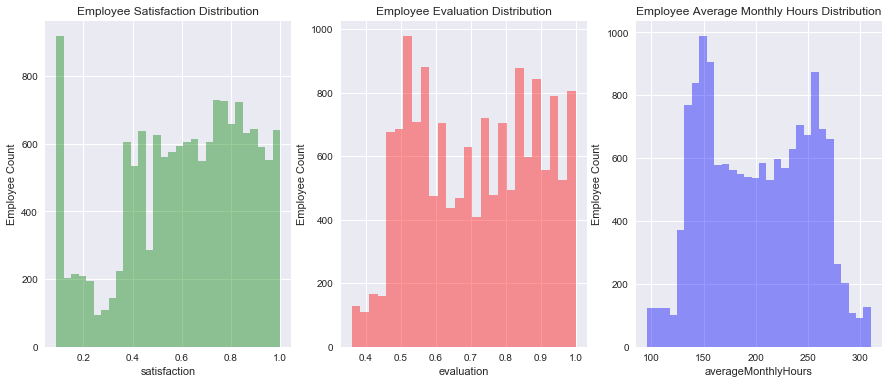 Employee Satisfaction Distribution
Employee Count
800
600
400
200
0
0.2 0.4 0.6 0.8 1.0
satisfaction
Employee Evaluation Distribution
Employee Count
1000
800
600
400
200
0
0.4 0.5 0.6 0.7 0.8 0.9 1.0
evaluation
Employee Average Monthly Hours Distribution
Employee Count
1000
800
600
400
200
0
100 150 200 250 300
averageMonthlyHours